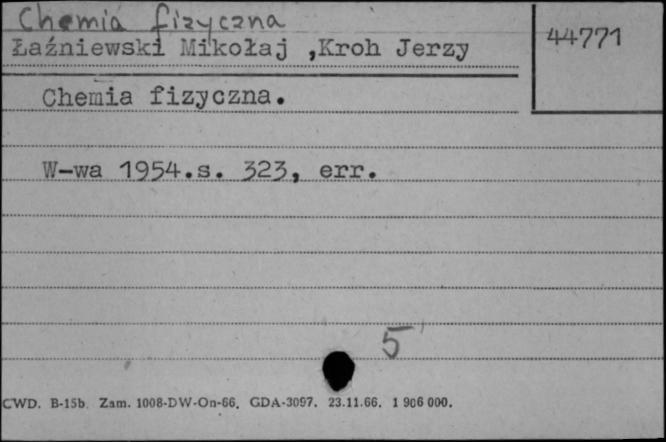 Chemia fizyczna
Łaźniewski Mikołaj ,Kroh Jerzy
44771
Chemia fizyczna.
W-wa 1954.s. 323, err.
5
CWD. B-15b. Zam. 1008-DW-On-66. GDA-3097. 23.11.66. 1 906 000.